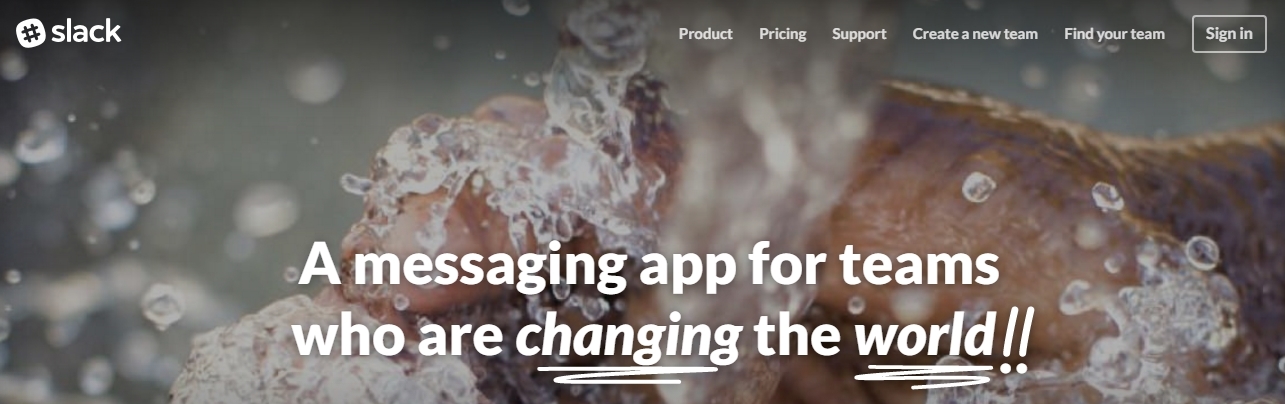 slack
Product Pricing Support Create a new team Find your team Sign in
A messaging app for teams
who are changing the world!!